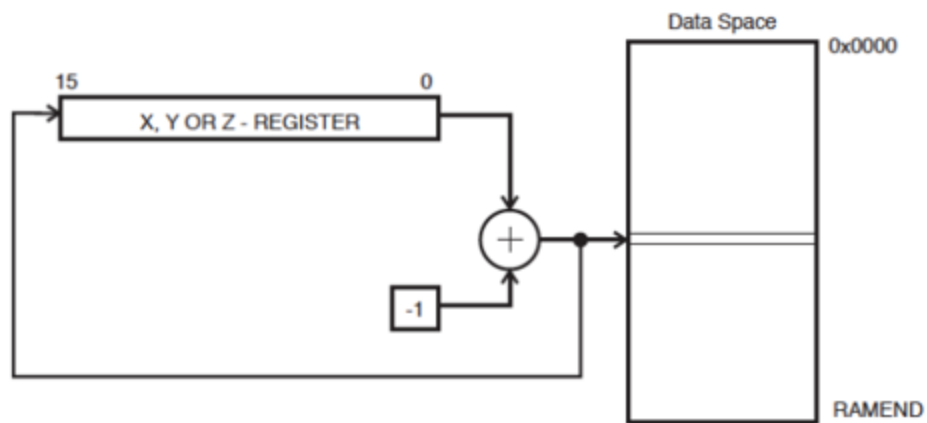 Data Space
0x0000
15
0
X, Y OR Z - REGISTER
+
-1
RAMEND